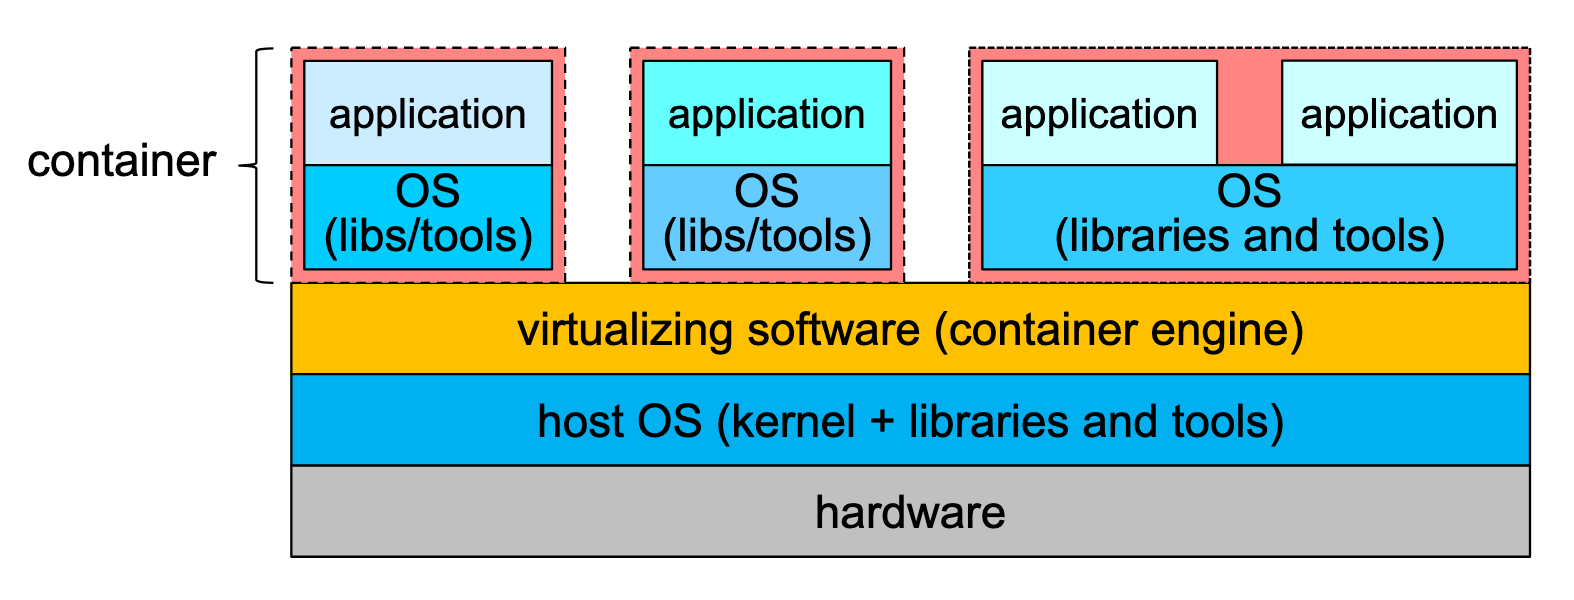 application
application
application
application
container
OS
(libs/tools)
OS
(libs/tools)
OS
(libraries and tools)
virtualizing software (container engine)
host OS (kernel + libraries and tools)
hardware